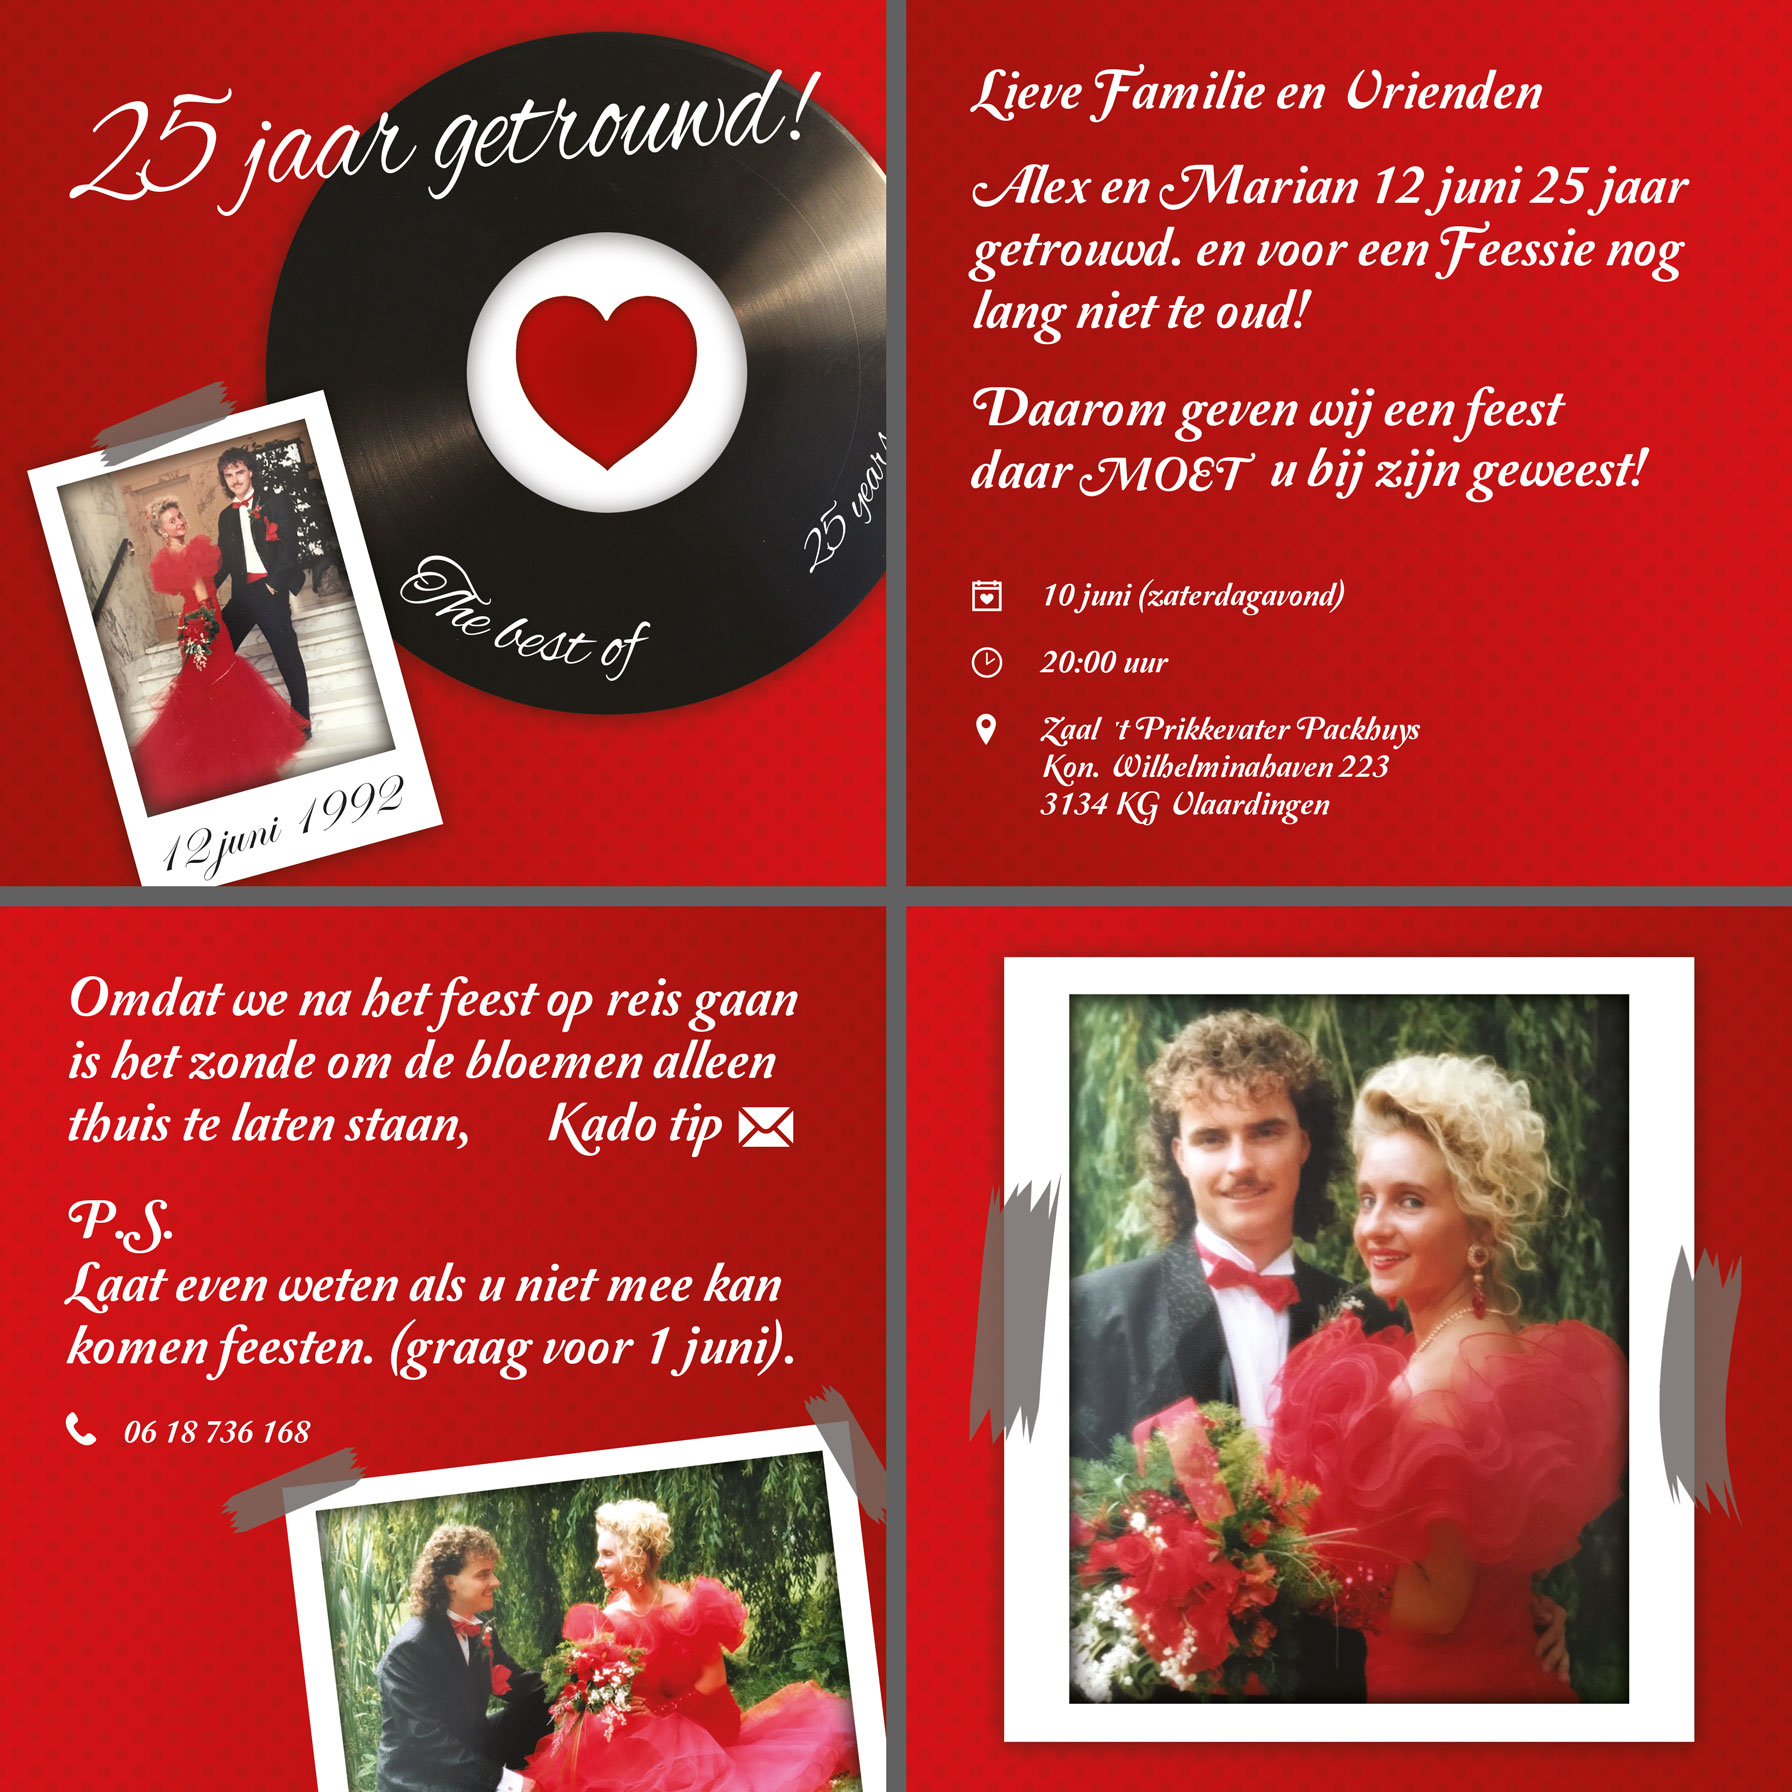 25 jaar getrouwd!
The best of
25 years
12 juni 1992
Lieve Familie en Vrienden
Alex en Marian 12 juni 25 jaar
getrouwd. en voor een Feessie nog
lang niet te oud!
Daarom geven wij een feest
daar MOET u bij zijn geweest!
10 juni (zaterdagavond)
20:00 uur
Zaal 't Prikkevater Packhuys
Kon. Wilhelminahaven 223
3134 KG Vlaardingen
Omdat we na het feest op reis gaan
is het zonde om de bloemen alleen
thuis te laten staan, Kado tip
P.S.
Laat even weten als u niet mee kan
komen feesten. (graag voor 1 juni).
06 18 736 168